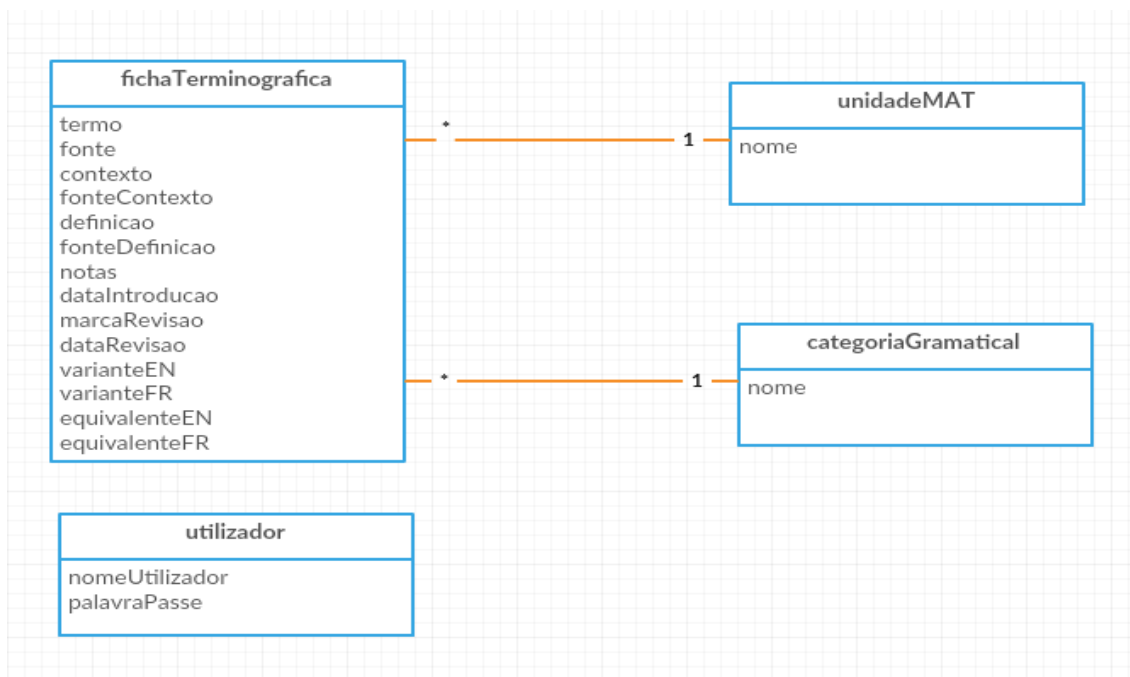 fichaTerminografica
termo
fonte
contexto
fonteContexto
definicao
fonteDefinicao
notas
dataIntroducao
marcaRevisao
dataRevisao
varianteEN
varianteFR
equivalenteEN
equivalenteFR
* 1
unidadeMAT
nome
* 1
categoriaGramatical
nome
utilizador
nomeUtilizador
palavraPasse